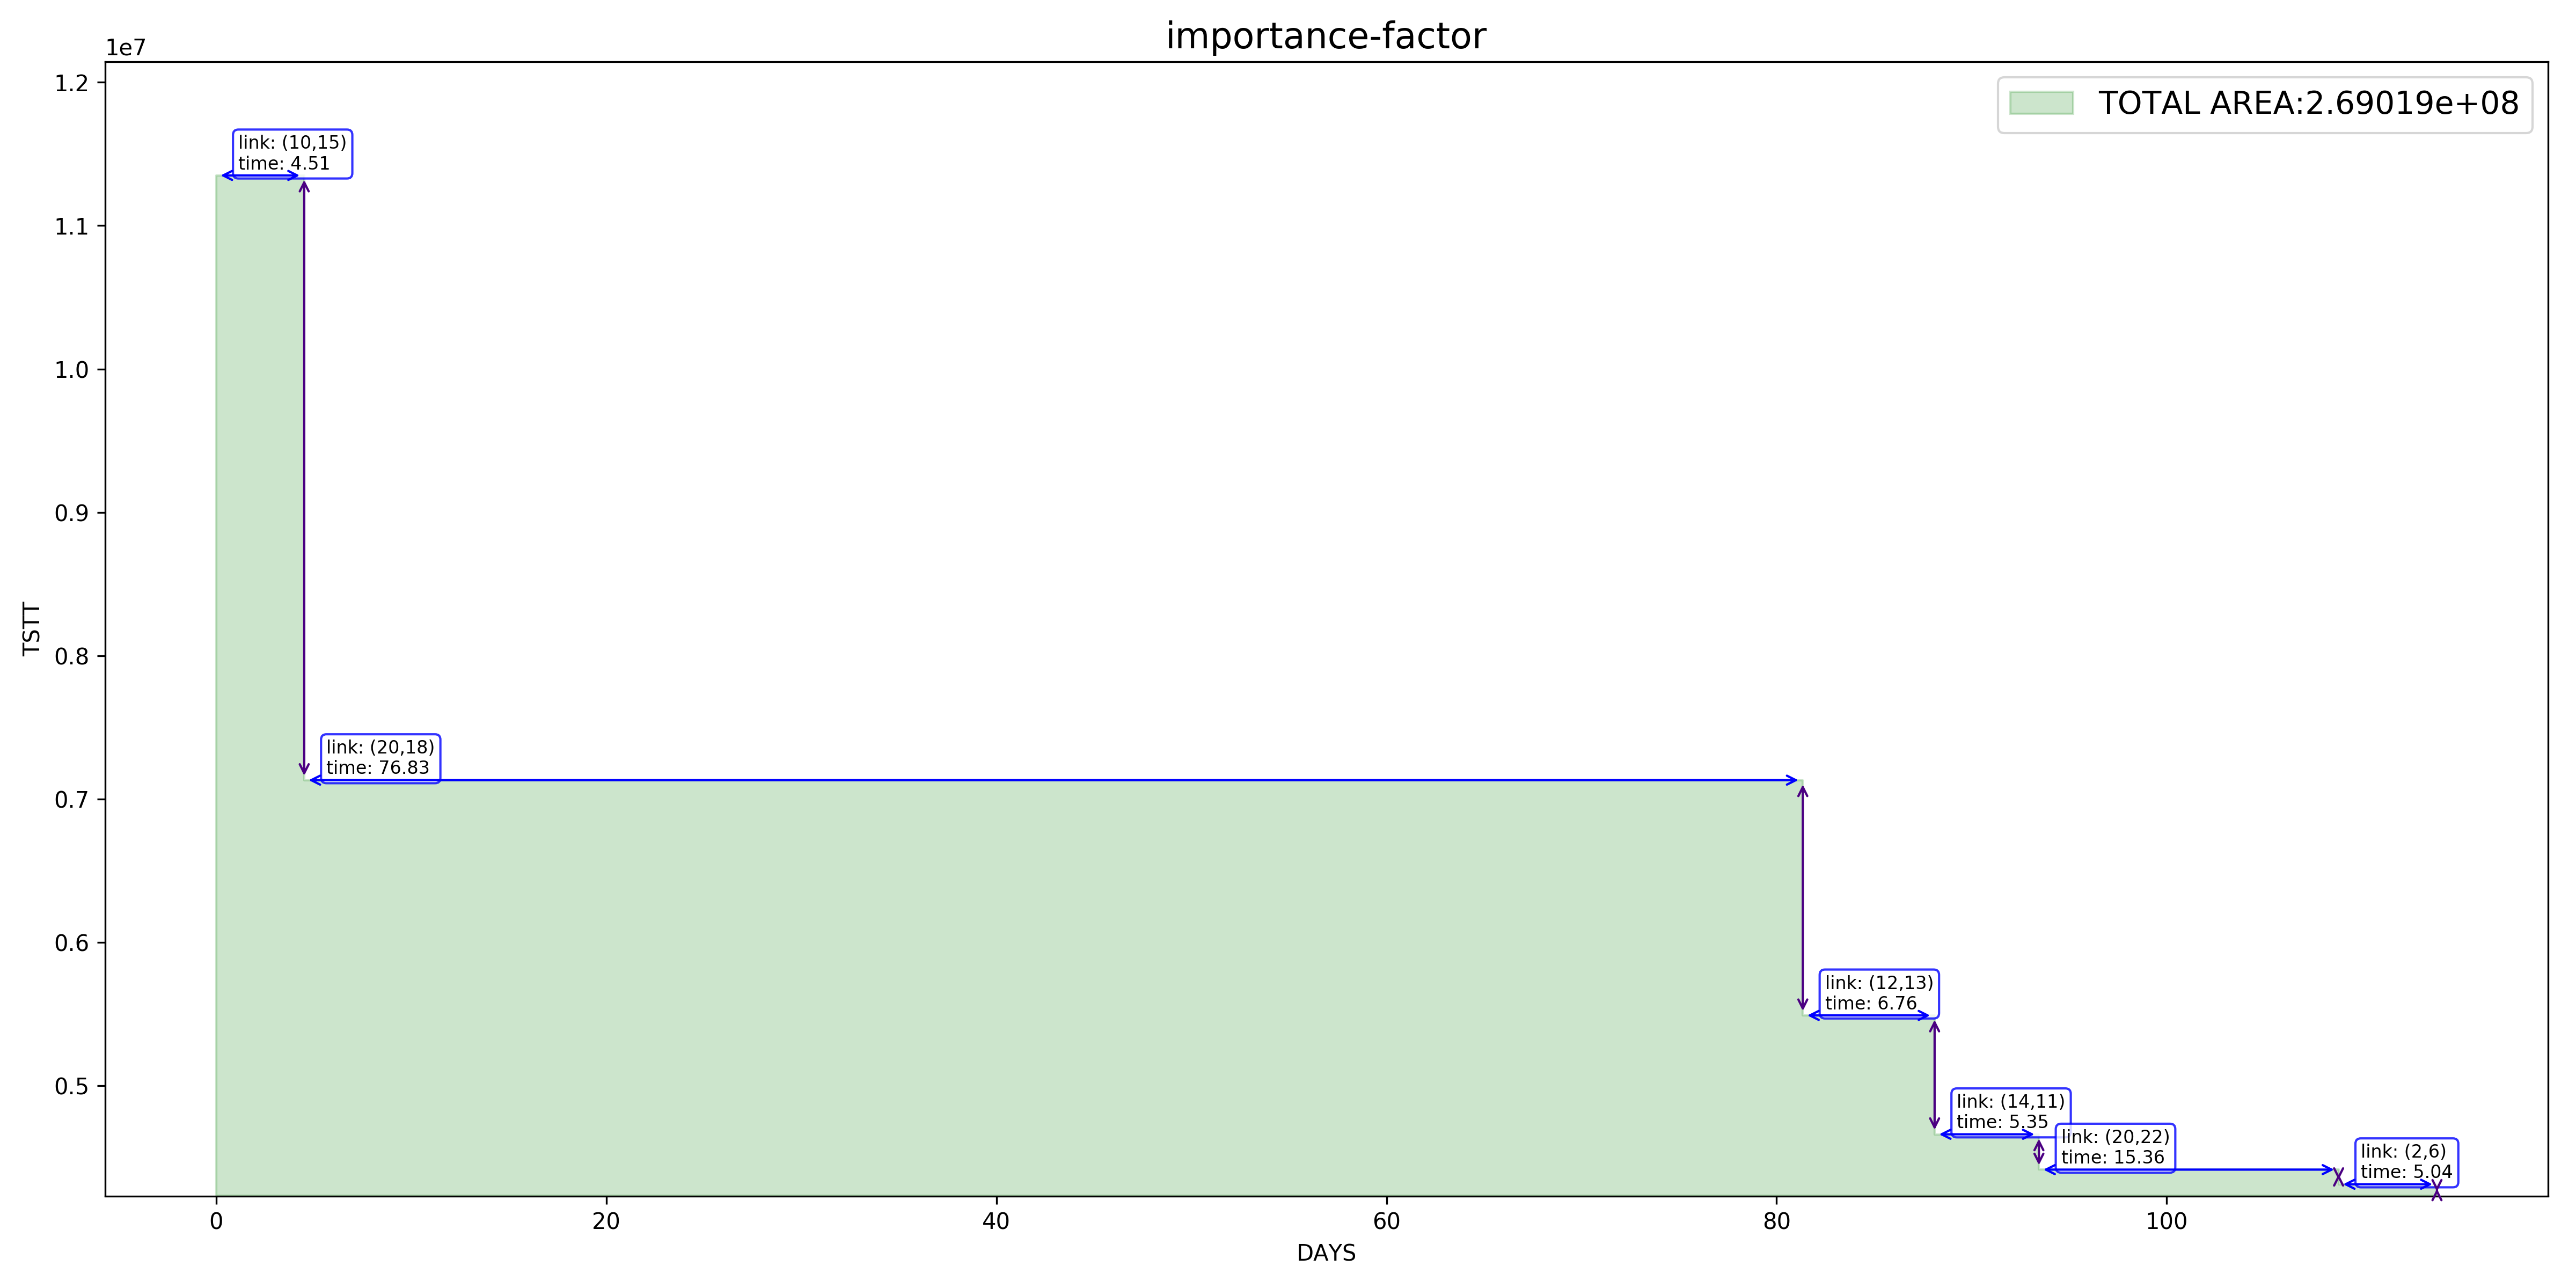 importance-factor
1e7
1.2
1.1
1.0
0.9
0.8
0.7
0.6
0.5
TSTT
TOTAL AREA:2.69019e+08
link: (10,15)
time: 4.51
link: (20,18)
time: 76.83
link: (12,13)
time: 6.76
link: (14,11)
time: 5.35
link: (20,22)
time: 15.36
link: (2,6)
time: 5.04
0 20 40 60 80 100
DAYS